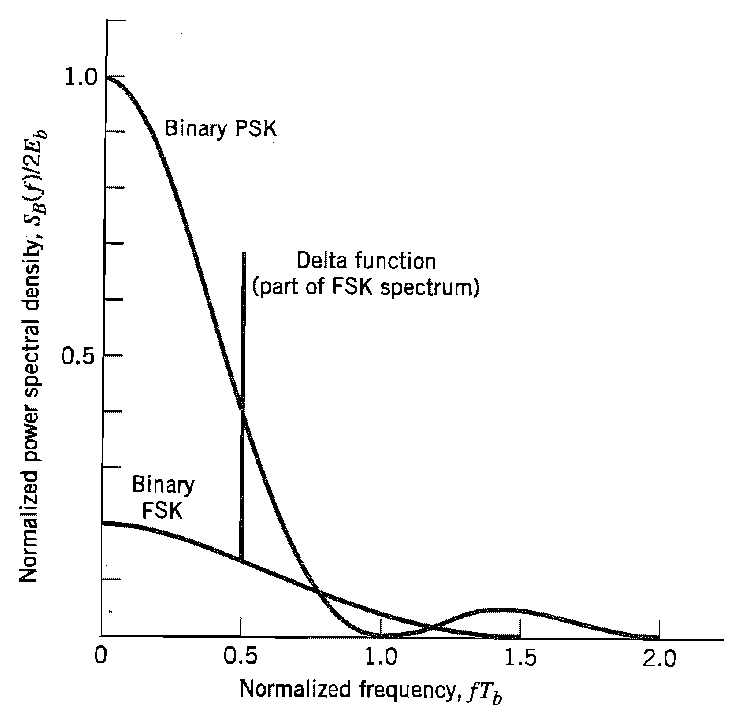 1.0
Binary PSK
Delta function
(part of FSK spectrum)
0.5
Binary
FSK
Normalized power spectral density, S_B(f)/2E_b
0 0.5 1.0 1.5 2.0
Normalized frequency, fT_b